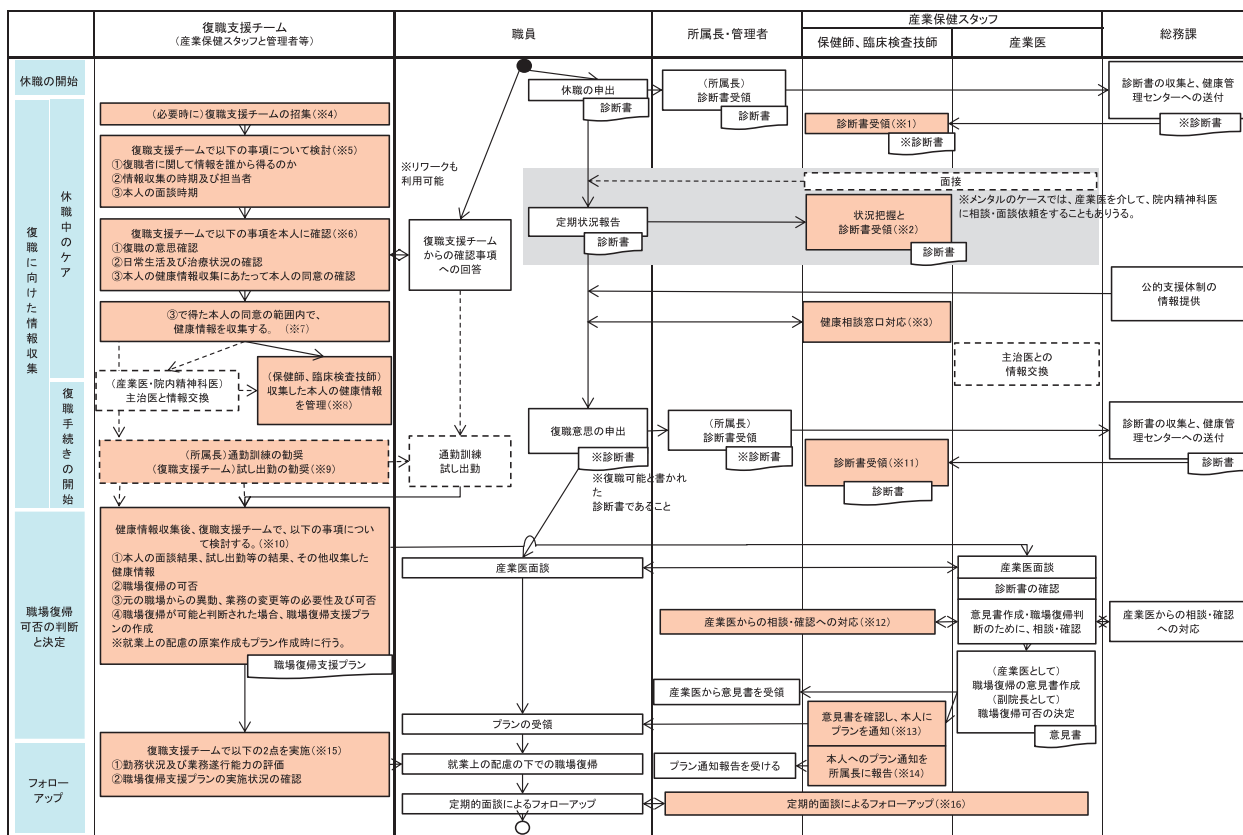 復職支援チーム
(産業保健スタッフと管理者等)
職員
所属長・管理者
産業保健スタッフ
保健師、臨床検査技師
産業医
総務課
休職の開始
復職に向けた情報収集
休職中のケア
復職手続きの開始
職場復帰
可否の判断
と決定
フォロー
アップ
(必要時に)復職支援チームの招集(※4)
復職支援チームで以下の事項について検討(※5)
①復職者に関して情報を誰から得るのか
②情報収集の時期及び担当者
③本人の面談時期
復職支援チームで以下の事項を本人に確認(※6)
①復職の意思確認
②日常生活及び治療状況の確認
③本人の健康情報収集にあたって本人の同意の確認
③で得た本人の同意の範囲内で、
健康情報を収集する。(※7)
(産業医・院内精神科医)
主治医と情報交換
(保健師、臨床検査技師)
収集した本人の健康情報
を管理(※8)
(所属長)通勤訓練の勧奨
(復職支援チーム)試し出勤の勧奨(※9)
健康情報収集後、復職支援チームで、以下の事項につい
て検討する。(※10)
①本人の面談結果、試し出勤等の結果、その他収集した
健康情報
②職場復帰の可否
③元の職場からの異動、業務の変更等の必要性及び可否
④職場復帰が可能と判断された場合、職場復帰支援プ
ランの作成
※就業上の配慮の原案作成もプラン作成時に行う。
職場復帰支援プラン
復職支援チームで以下の2点を実施(※15)
①勤務状況及び業務遂行能力の評価
②職場復帰支援プランの実施状況の確認
休職の申出
診断書
※リワークも
利用可能
定期状況報告
診断書
復職支援チーム
からの確認事項
への回答
復職意思の申出
※診断書
※復職可能と書かれ
た
診断書であること
通勤訓練
試し出勤
産業医面談
プランの受領
就業上の配慮の下での職場復帰
定期的面談によるフォローアップ
(所属長)
診断書受領
診断書
(所属長)
診断書受領
※診断書
産業医からの相談・確認への対応(※12)
産業医から意見書を受領
プラン通知報告を受ける
定期的面談によるフォローアップ(※16)
診断書受領(※1)
※診断書
面接
※メンタルのケースでは、産業医を介して、院内精神科医
に相談・面談依頼をすることもありうる。
状況把握と
診断書受領(※2)
診断書
健康相談窓口対応(※3)
診断書受領(※11)
診断書
意見書を確認し、本人に
プランを通知(※13)
本人へのプラン通知を
所属長に報告(※14)
主治医との
情報交換
産業医面談
診断書の確認
意見書作成・職場復帰判
断のために、相談・確認
(産業医として)
職場復帰の意見書作成
(副院長として)
職場復帰可否の決定
意見書
診断書の収集と、健康管
理センターへの送付
※診断書
公的支援体制の
情報提供
診断書の収集と、健康管
理センターへの送付
診断書
産業医からの相談・確認
への対応